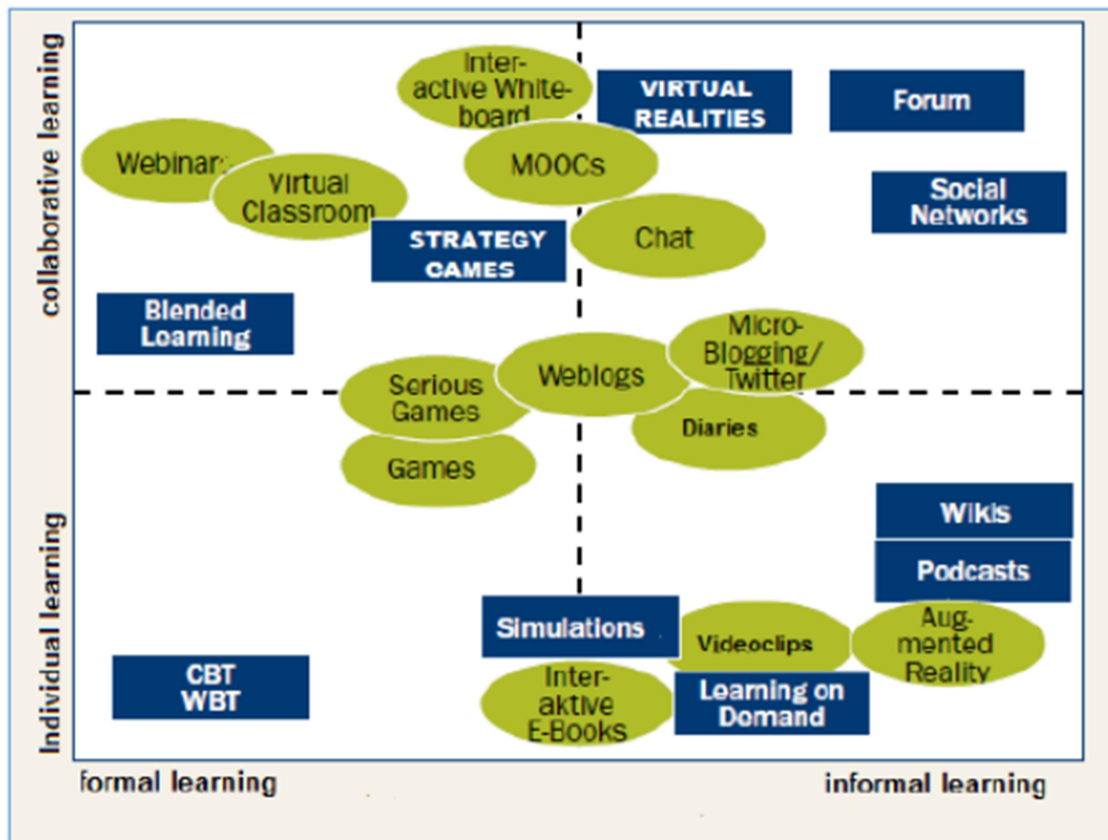 collaborative learning
Individual learning
Inter-
active White-
board
VIRTUAL
REALITIES
Forum
Webinar
MOOCs
Virtual
Classroom
Social
Networks
STRATEGY
GAMES
Chat
Blended
Loarning
Micro-
Blogging/
Twitter
Weblogs
Serious
Games
Diaries
Games
Wikis
Podcasts
Simulations
Videoclips
Aug-
mented
Reality
CBT
WBT
Inter-
aktive
E-Books
Learning on
Domand
formal learning
informal learning